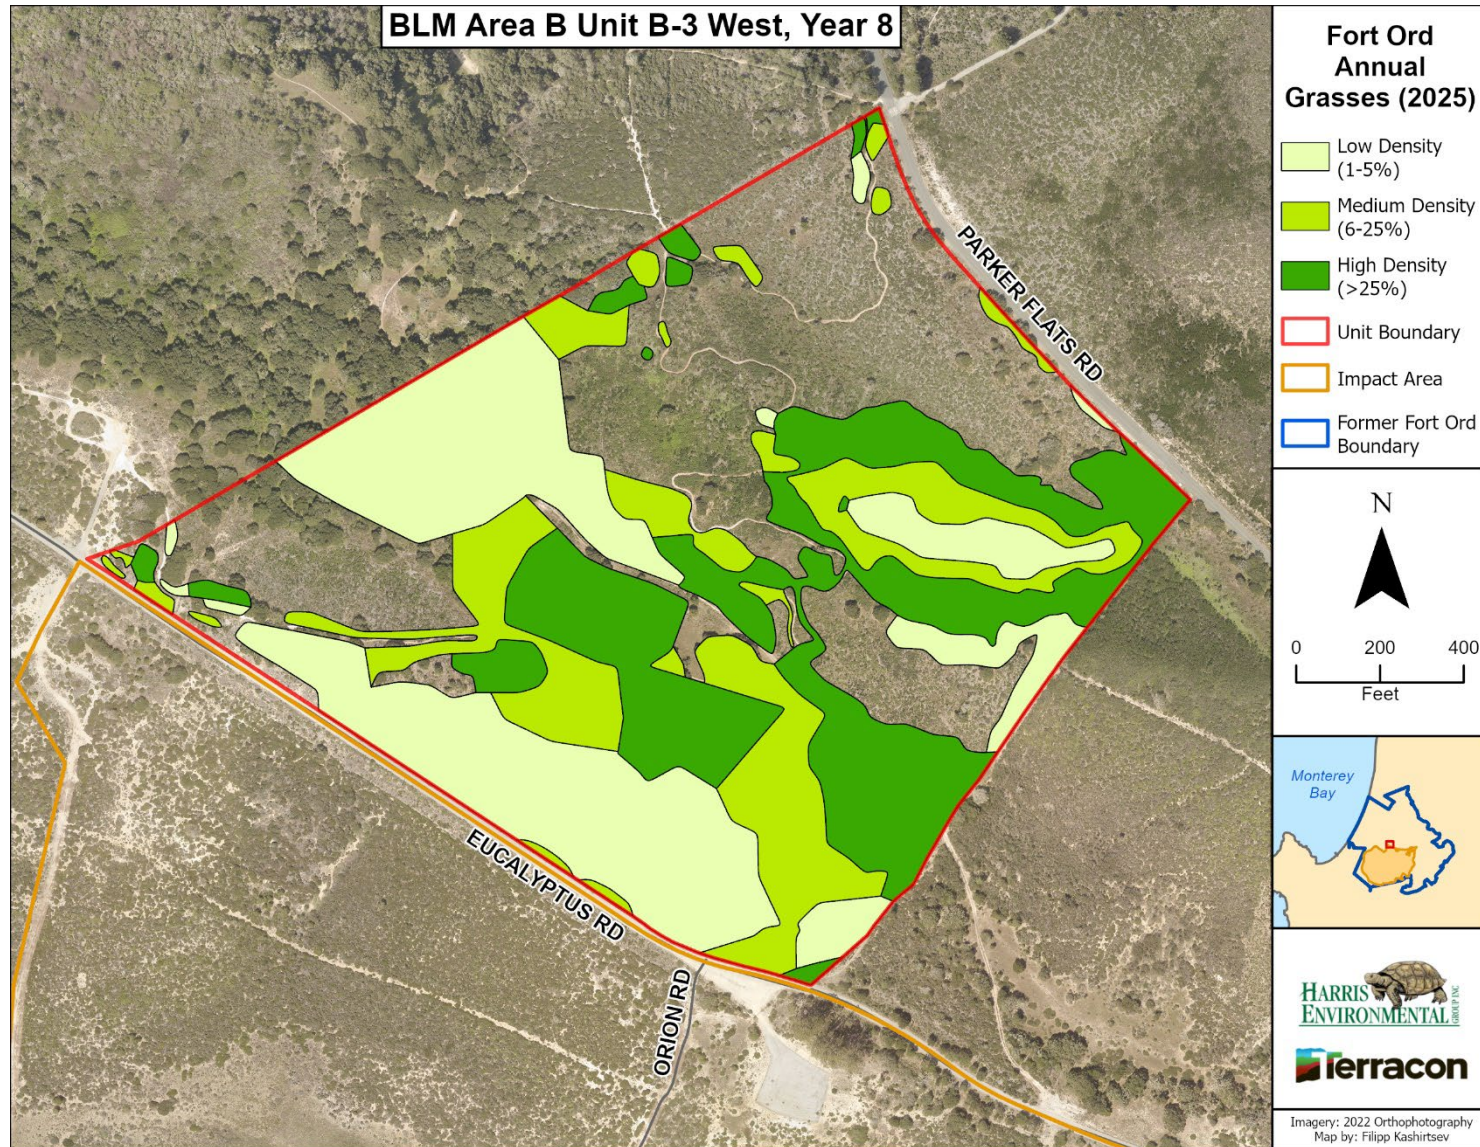 BLM Area B Unit B-3 West, Year 8
PARKER FLATS RD
EUCALYPTUS RD
ORION RD
Fort Ord
Annual
Grasses (2025)
Low Density
(1-5%)
Medium Density
(6-25%)
High Density
(>25%)
Unit Boundary
Impact Area
Former Fort Ord
Boundary
N
0 200 400
Feet
Monterey
Bay
HARRIS
ENVIRONMENTAL
GROUP INC
Terracon
Imagery: 2022 Orthophotography
Map by: Filipp Kashirtsev